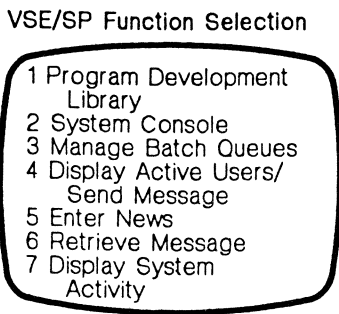 VSE/SP Function Selection
1 Program Development
Library
2 System Console
3 Manage Batch Queues
4 Display Active Users/
Send Message
5 Enter News
6 Retrieve Message
7 Display System
Activity